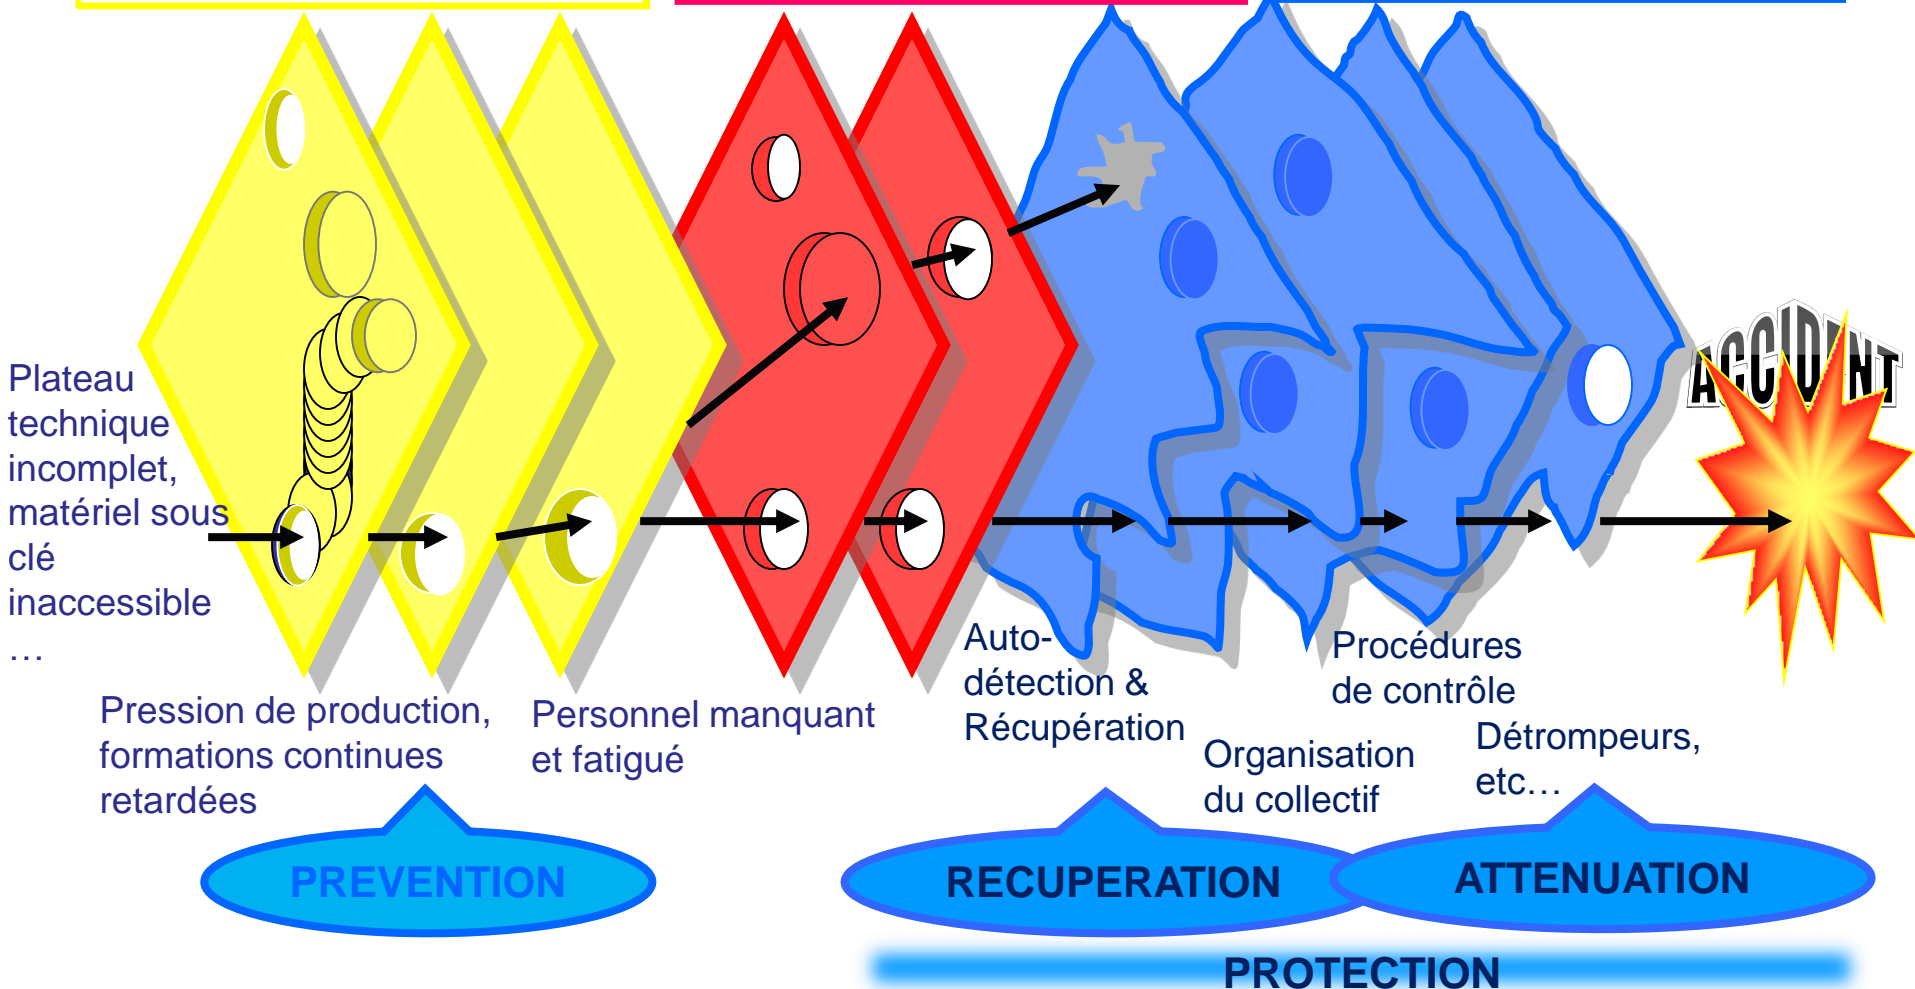 ACCIDENT
Plateau
technique
incomplet,
matériel sous
clé
inaccessible
…
Pression de production,
formations continues
retardées
Personnel manquant
et fatigué
Auto-
détection &
Récupération
Organisation
du collectif
Procédures
de contrôle
Détrompeurs,
etc…
PREVENTION
RECUPERATION
ATTENUATION
PROTECTION